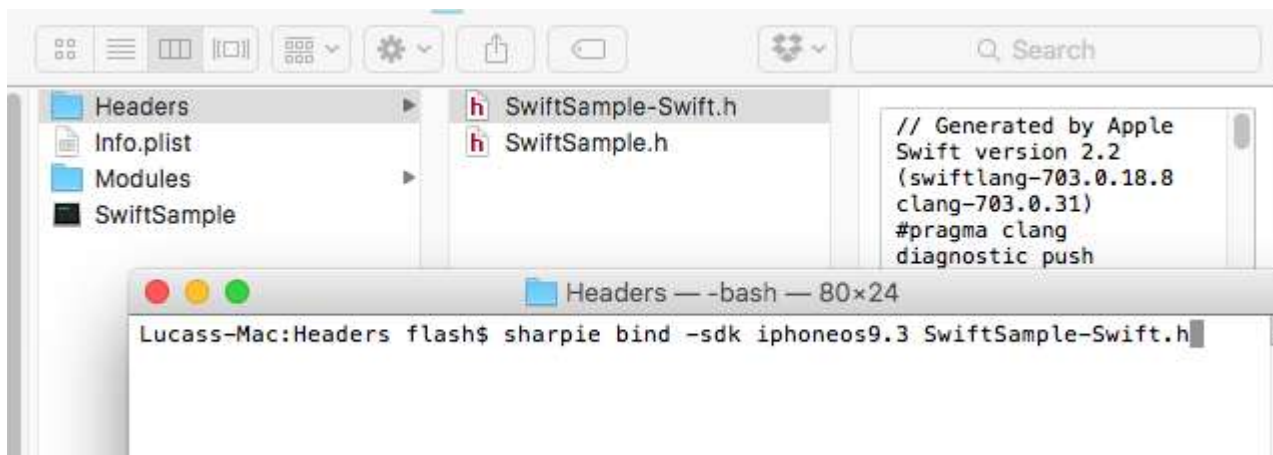 Search
Headers
Info.plist
Modules
SwiftSample
h SwiftSample-Swift.h
h SwiftSample.h
// Generated by Apple
Swift version 2.2
(swiftlang-703.0.18.8
clang-703.0.31)
#pragma clang
diagnostic push
Headers — -bash — 80×24
Lucass-Mac:Headers flash$ sharpie bind -sdk iphoneos9.3 SwiftSample-Swift.h